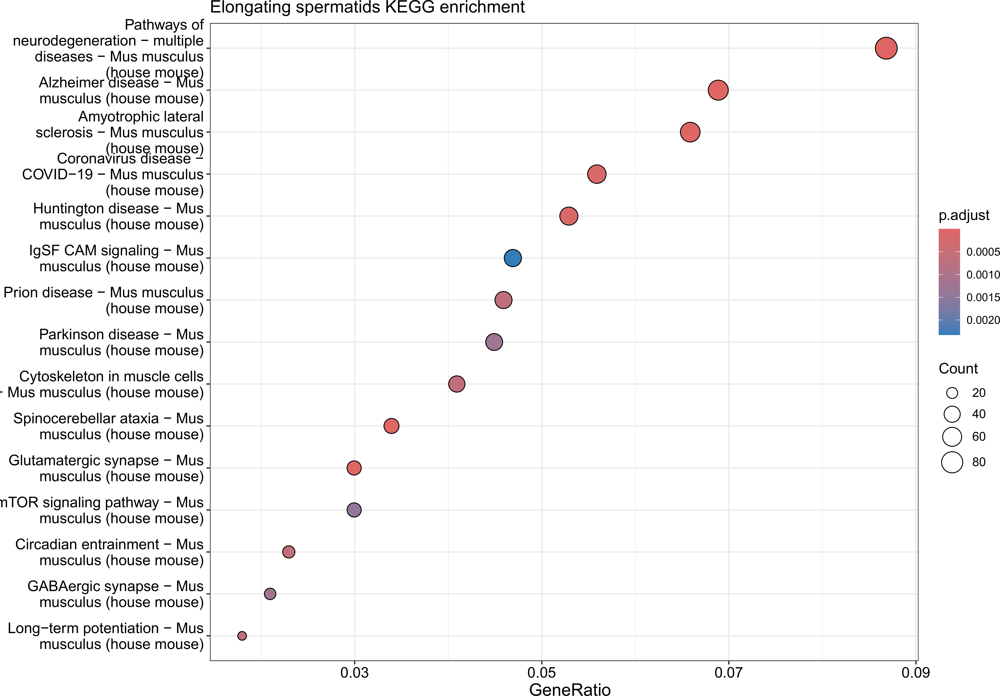 Elongating spermatids KEGG enrichment
Pathways of
neurodegeneration − multiple
diseases − Mus musculus
(house mouse)
Alzheimer disease − Mus
musculus (house mouse)
Amyotrophic lateral
sclerosis − Mus musculus
(house mouse)
Coronavirus disease −
COVID−19 − Mus musculus
(house mouse)
Huntington disease − Mus
musculus (house mouse)
IgSF CAM signaling − Mus
musculus (house mouse)
Prion disease − Mus musculus
(house mouse)
Parkinson disease − Mus
musculus (house mouse)
Cytoskeleton in muscle cells
− Mus musculus (house mouse)
Spinocerebellar ataxia − Mus
musculus (house mouse)
Glutamatergic synapse − Mus
musculus (house mouse)
mTOR signaling pathway − Mus
musculus (house mouse)
Circadian entrainment − Mus
musculus (house mouse)
GABAergic synapse − Mus
musculus (house mouse)
Long−term potentiation − Mus
musculus (house mouse)
0.03 0.05 0.07 0.09
GeneRatio
p.adjust
0.0005
0.0010
0.0015
0.0020
Count
20
40
60
80